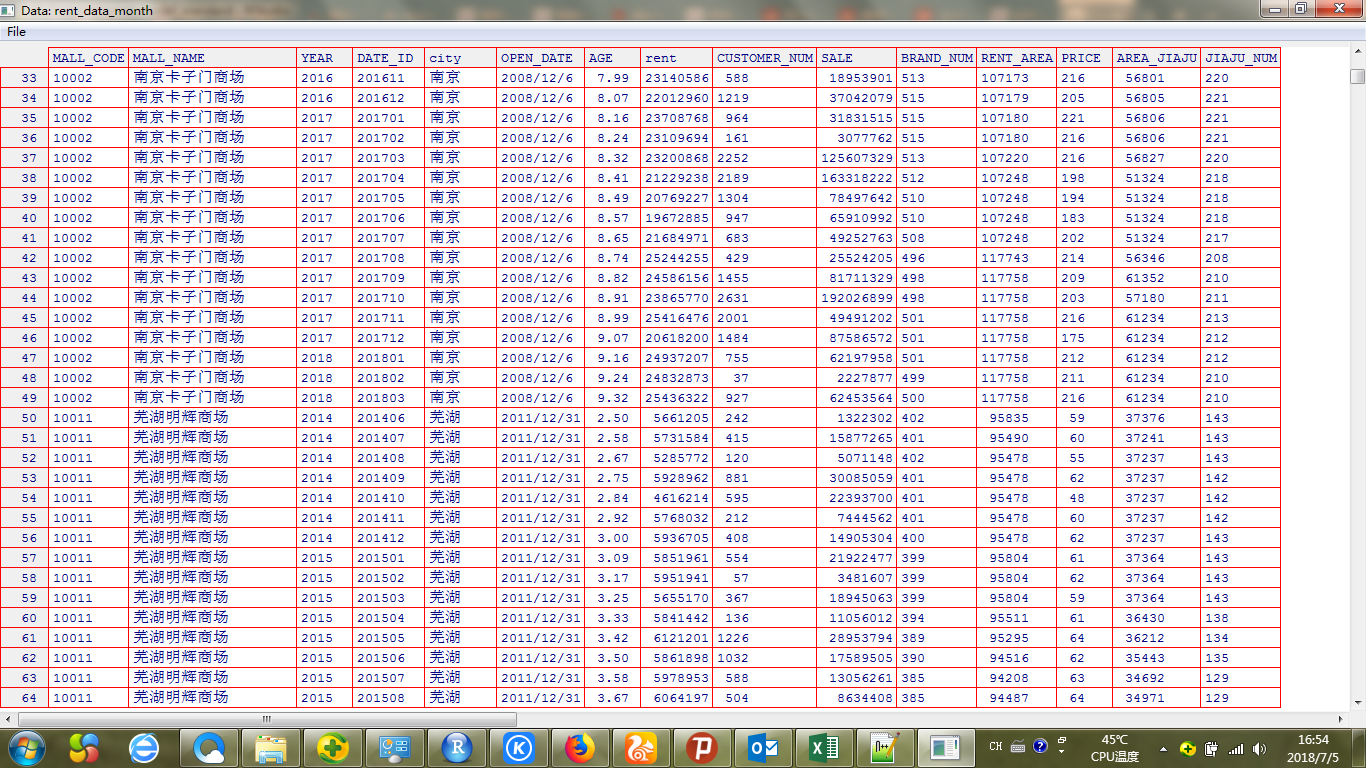 Data: rent_data_month
File
MALL_CODE MALL_NAME YEAR DATE_ID city OPEN_DATE AGE rent CUSTOMER_NUM SALE BRAND_NUM RENT_AREA PRICE AREA_JIAJU JIAJU_NUM
33 10002 南京卡子门商场 2016 201611 南京 2008/12/6 7.99 23140586 588 18953901 513 107173 216 56801 220
34 10002 南京卡子门商场 2016 201612 南京 2008/12/6 8.07 22012960 1219 37042079 515 107179 205 56805 221
35 10002 南京卡子门商场 2017 201701 南京 2008/12/6 8.16 23708768 964 31831515 515 107180 221 56806 221
36 10002 南京卡子门商场 2017 201702 南京 2008/12/6 8.24 23109694 161 3077762 515 107180 216 56806 221
37 10002 南京卡子门商场 2017 201703 南京 2008/12/6 8.32 23200868 2252 125607329 513 107220 216 56827 220
38 10002 南京卡子门商场 2017 201704 南京 2008/12/6 8.41 21229238 2189 163318222 512 107248 198 51324 218
39 10002 南京卡子门商场 2017 201705 南京 2008/12/6 8.49 20769227 1304 78497642 510 107248 194 51324 218
40 10002 南京卡子门商场 2017 201706 南京 2008/12/6 8.57 19672885 947 65910992 510 107248 183 51324 218
41 10002 南京卡子门商场 2017 201707 南京 2008/12/6 8.65 21684971 683 49252763 508 107248 202 51324 217
42 10002 南京卡子门商场 2017 201708 南京 2008/12/6 8.74 25244255 429 25524205 496 117743 214 56346 208
43 10002 南京卡子门商场 2017 201709 南京 2008/12/6 8.82 24586156 1455 81711329 498 117758 209 61352 210
44 10002 南京卡子门商场 2017 201710 南京 2008/12/6 8.91 23865770 2631 192026899 498 117758 203 57180 211
45 10002 南京卡子门商场 2017 201711 南京 2008/12/6 8.99 25416476 2001 49491202 501 117758 216 61234 213
46 10002 南京卡子门商场 2017 201712 南京 2008/12/6 9.07 20618200 1484 87586572 501 117758 175 61234 212
47 10002 南京卡子门商场 2018 201801 南京 2008/12/6 9.16 24937207 755 62197958 501 117758 212 61234 212
48 10002 南京卡子门商场 2018 201802 南京 2008/12/6 9.24 24832873 37 2227877 499 117758 211 61234 210
49 10002 南京卡子门商场 2018 201803 南京 2008/12/6 9.32 25436322 927 62453564 500 117758 216 61234 210
50 10011 芜湖明辉商场 2014 201406 芜湖 2011/12/31 2.50 5661205 242 1322302 402 95835 59 37376 143
51 10011 芜湖明辉商场 2014 201407 芜湖 2011/12/31 2.58 5731584 415 15877265 401 95490 60 37241 143
52 10011 芜湖明辉商场 2014 201408 芜湖 2011/12/31 2.67 5285772 120 5071148 402 95478 55 37237 143
53 10011 芜湖明辉商场 2014 201409 芜湖 2011/12/31 2.75 5928962 881 30085059 401 95478 62 37237 142
54 10011 芜湖明辉商场 2014 201410 芜湖 2011/12/31 2.84 4616214 595 22393700 401 95478 48 37237 142
55 10011 芜湖明辉商场 2014 201411 芜湖 2011/12/31 2.92 5768032 212 7444562 401 95478 60 37237 142
56 10011 芜湖明辉商场 2014 201412 芜湖 2011/12/31 3.00 5936705 408 14905304 400 95478 62 37237 143
57 10011 芜湖明辉商场 2015 201501 芜湖 2011/12/31 3.09 5851961 554 21922477 399 95804 61 37364 143
58 10011 芜湖明辉商场 2015 201502 芜湖 2011/12/31 3.17 5951941 57 3481607 399 95804 62 37364 143
59 10011 芜湖明辉商场 2015 201503 芜湖 2011/12/31 3.25 5655170 367 18945063 399 95804 59 37364 143
60 10011 芜湖明辉商场 2015 201504 芜湖 2011/12/31 3.33 5841442 136 11056012 394 95511 61 36430 138
61 10011 芜湖明辉商场 2015 201505 芜湖 2011/12/31 3.42 6121201 1226 28953794 389 95295 64 36212 134
62 10011 芜湖明辉商场 2015 201506 芜湖 2011/12/31 3.50 5861898 1032 17589505 390 94516 62 35443 135
63 10011 芜湖明辉商场 2015 201507 芜湖 2011/12/31 3.58 5978953 588 13056261 385 94208 63 34692 129
64 10011 芜湖明辉商场 2015 201508 芜湖 2011/12/31 3.67 6064197 504 8634408 385 94487 64 34971 129
CH 45℃ 16:54
CPU温度 2018/7/5